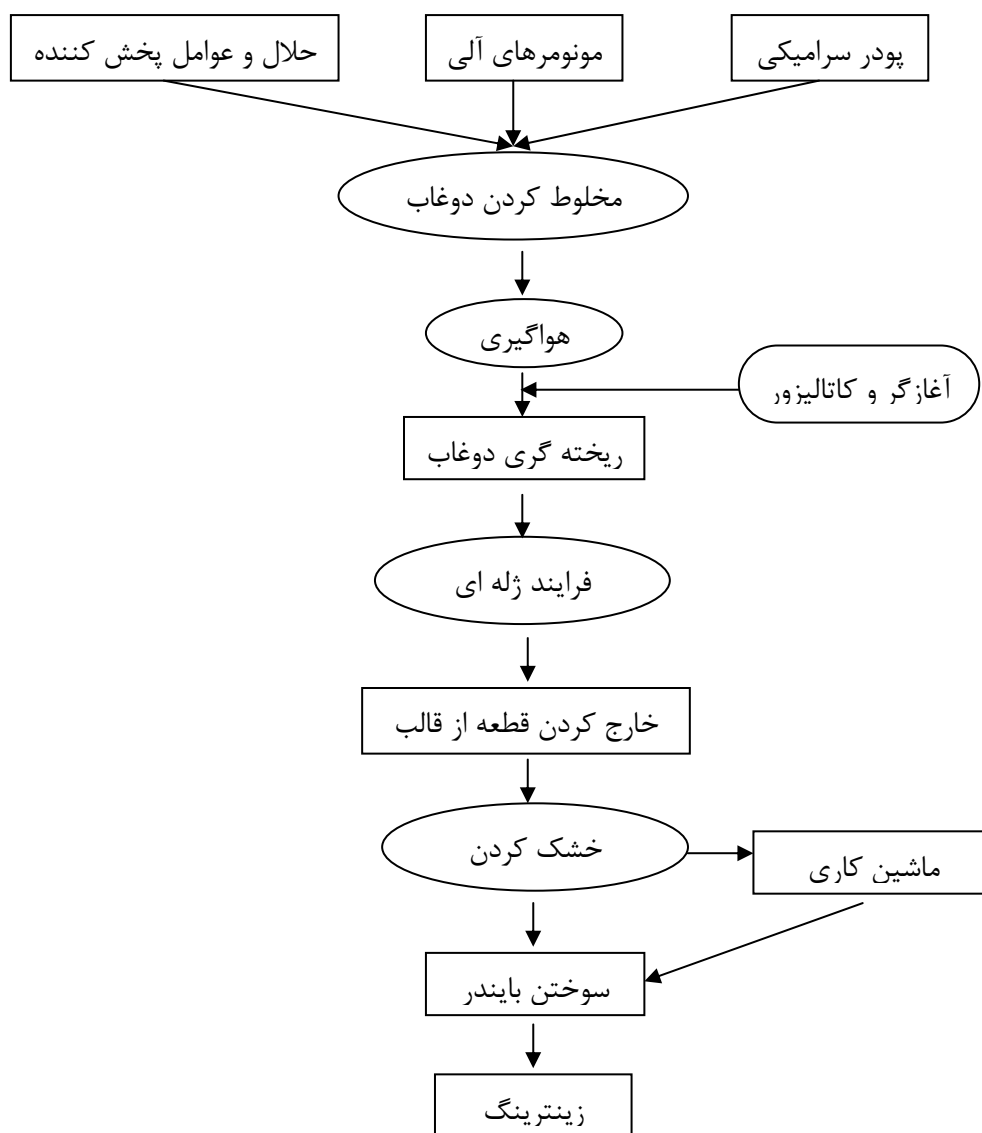 پودر سرامیکی
مونومرهای آلی
حلال و عوامل پخش کننده
مخلوط کردن دوغاب
هواگیری
آغازگر و کاتالیزور
ریخته گری دوغاب
فرایند ژله ای
خارج کردن قطعه از قالب
خشک کردن
ماشین کاری
سوختن بایندر
زینترینگ